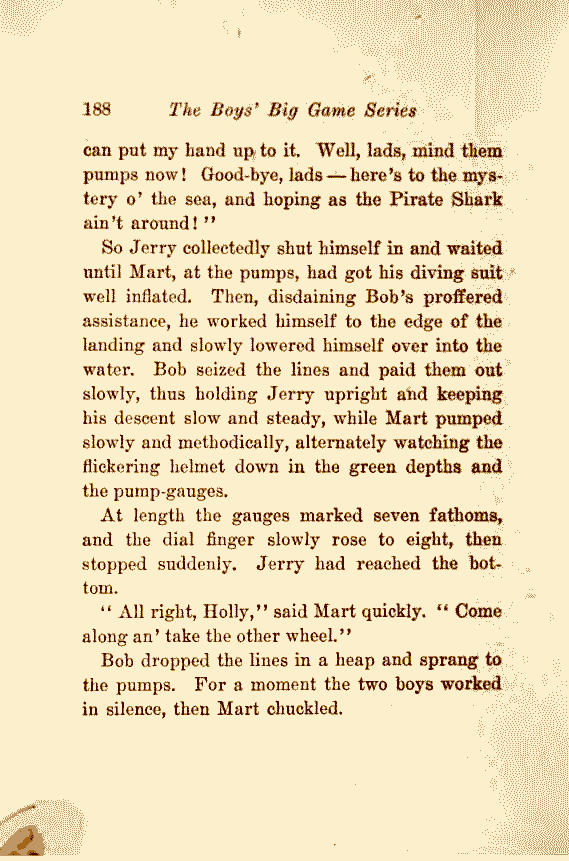 188 The Boys' Big Game Series
can put my hand up to it. Well, lads, mind them
pumps now! Good-bye, lads — here's to the mys-
tery o' the sea, and hoping as the Pirate Shark
ain't around! "
So Jerry collectedly shut himself in and waited
until Mart, at the pumps, had got his diving suit
well inflated. Then, disdaining Bob's proffered
assistance, he worked himself to the edge of the
landing and slowly lowered himself over into the
water. Bob seized the lines and paid them out
slowly, thus holding Jerry upright and keeping
his descent slow and steady, while Mart pumped
slowly and methodically, alternately watching the
flickering helmet down in the green depths and
the pump-gauges.
At length the gauges marked seven fathoms,
and the dial finger slowly rose to eight, then
stopped suddenly. Jerry had reached the bot-
tom.
" All right, Holly," said Mart quickly. " Come
along an' take the other wheel."
Bob dropped the lines in a heap and sprang to
the pumps. For a moment the two boys worked
in silence, then Mart chuckled.